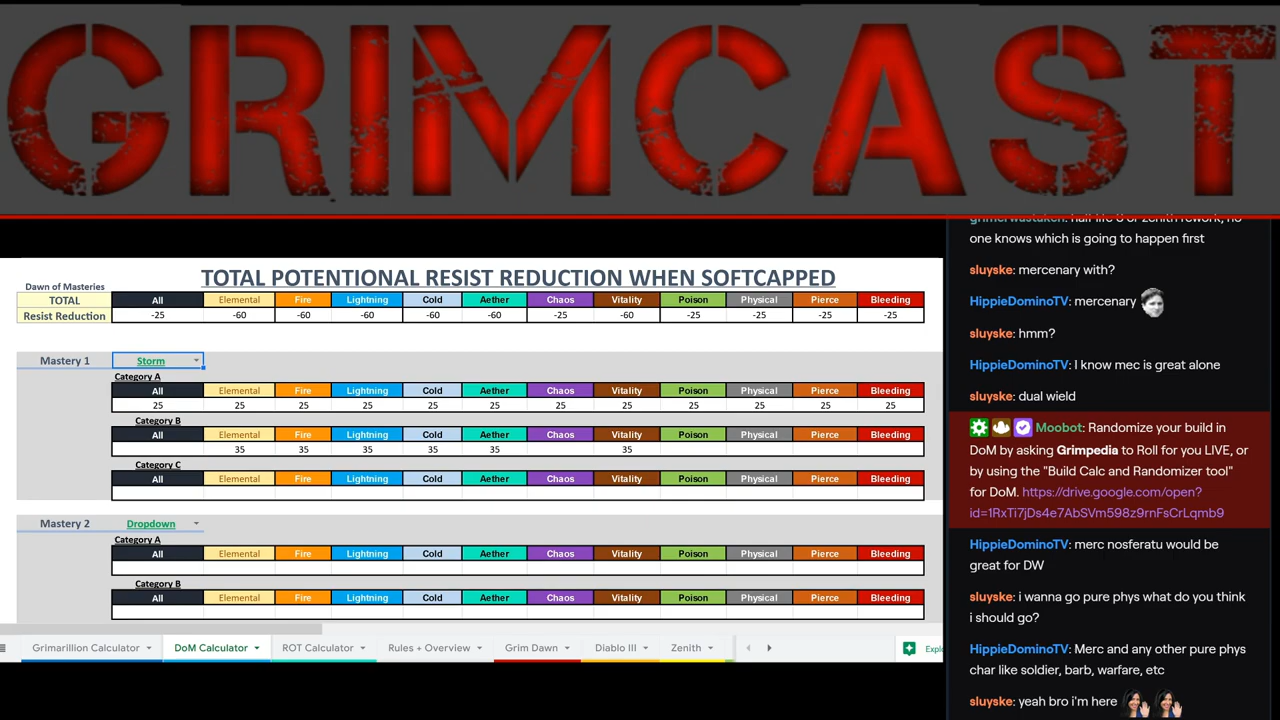 GRIMCAST
TOTAL POTENTIAL RESIST REDUCTION WHEN SOFTCAPPED
Dawn of Masteries
TOTAL All Elemental Fire Lightning Cold Aether Chaos Vitality Poison Physical Pierce Bleeding
Resist Reduction -25 -60 -60 -60 -60 -60 -25 -60 -25 -25 -25 -25
Mastery 1 Storm
Category A
All Elemental Fire Lightning Cold Aether Chaos Vitality Poison Physical Pierce Bleeding
25 25 25 25 25 25 25 25 25 25 25 25
Category B
All Elemental Fire Lightning Cold Aether Chaos Vitality Poison Physical Pierce Bleeding
35 35 35 35 35 35
Category C
All Elemental Fire Lightning Cold Aether Chaos Vitality Poison Physical Pierce Bleeding
Mastery 2 Dropdown
Category A
All Elemental Fire Lightning Cold Aether Chaos Vitality Poison Physical Pierce Bleeding
Category B
All Elemental Fire Lightning Cold Aether Chaos Vitality Poison Physical Pierce Bleeding
Grimarillion Calculator DoM Calculator ROT Calculator Rules + Overview Grim Dawn Diablo III Zenith
one knows which is going to happen first
sluyske: mercenary with?
HippieDominoTV: mercenary
sluyske: hmm?
HippieDominoTV: I know mec is great alone
sluyske: dual wield
Moobot: Randomize your build in
DoM by asking Grimpedia to Roll for you LIVE, or
by using the "Build Calc and Randomizer tool"
for DoM. https://drive.google.com/open?
id=1RxTi7jDs4e7AbSVm598z9rnFsCrLqmb9
HippieDominoTV: merc nosferatu would be
great for DW
sluyske: i wanna go pure phys what do you think
i should go?
HippieDominoTV: Merc and any other pure phys
char like soldier, barb, warfare, etc
sluyske: yeah bro i'm here